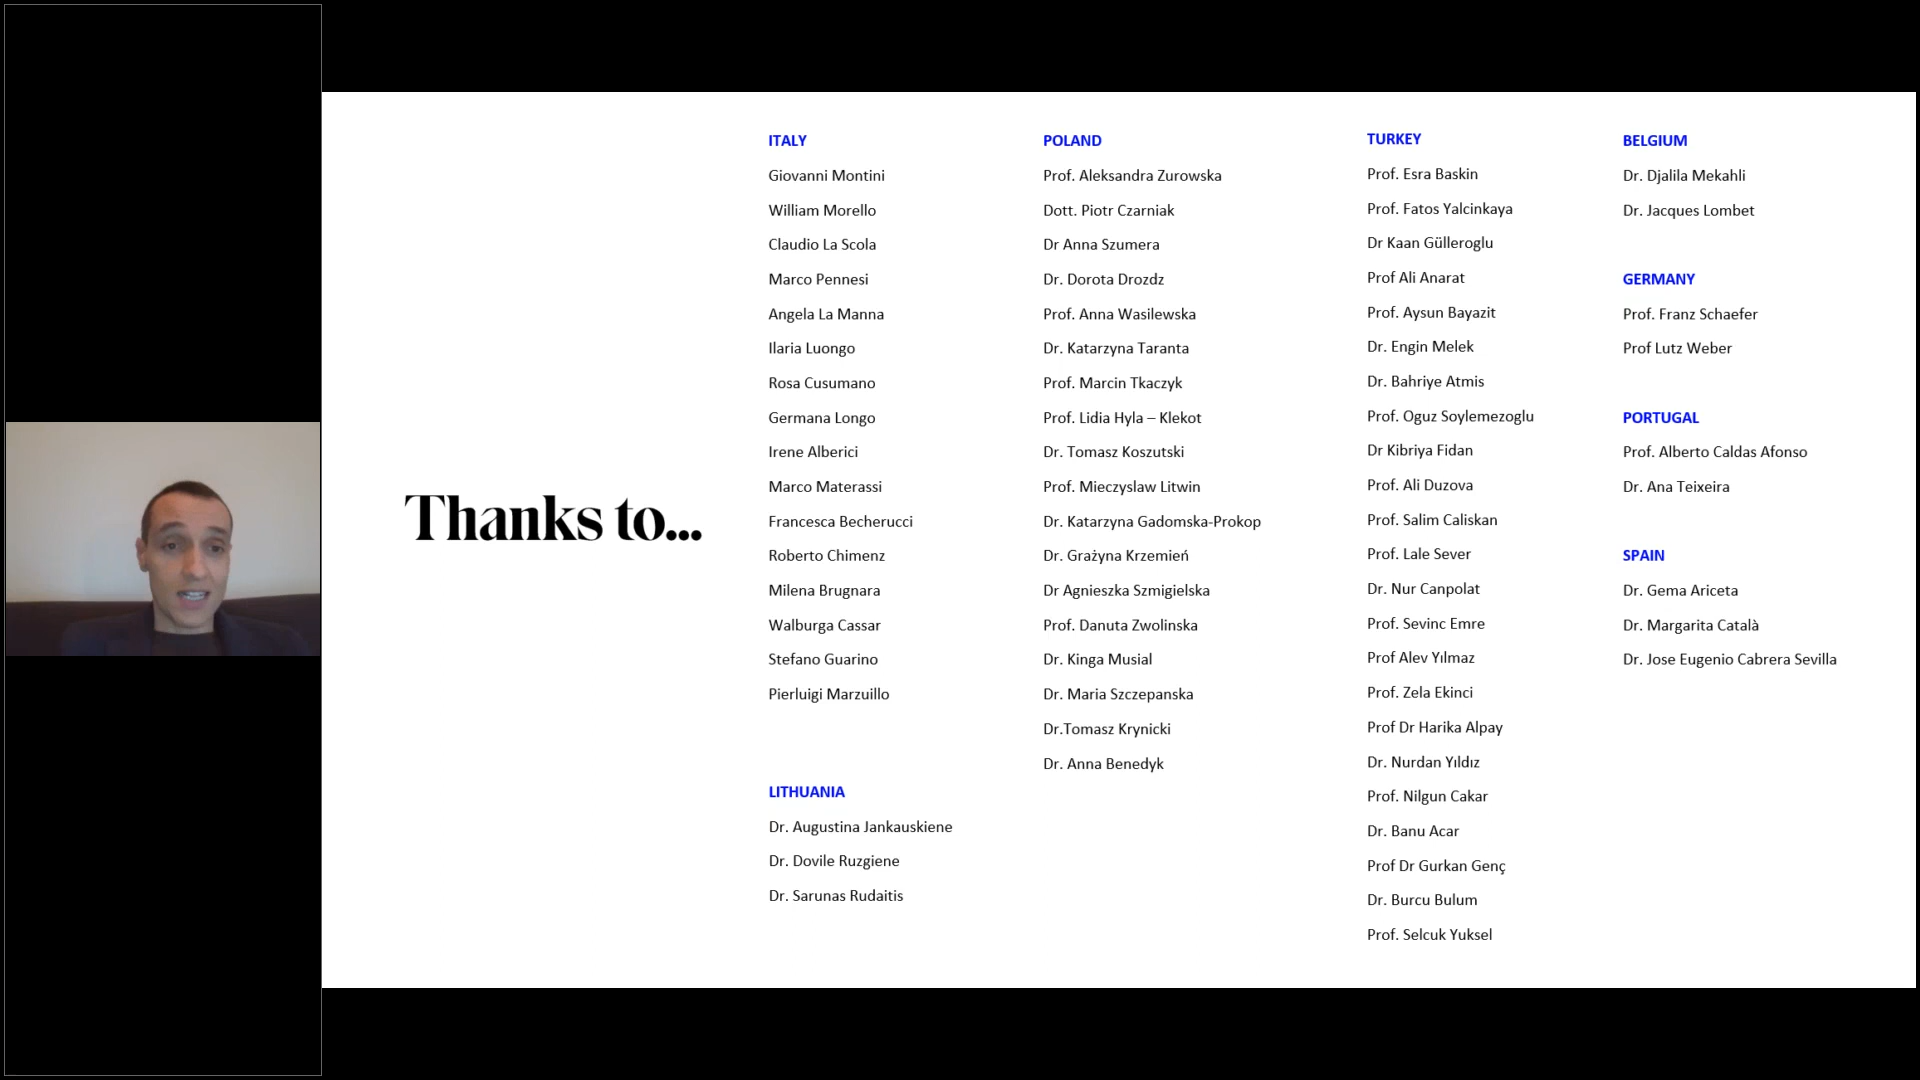 Thanks to...
ITALY
Giovanni Montini
William Morello
Claudio La Scola
Marco Pennesi
Angela La Manna
Ilaria Luongo
Rosa Cusumano
Germana Longo
Irene Alberici
Marco Materassi
Francesca Becherucci
Roberto Chimenz
Milena Brugnara
Walburga Cassar
Stefano Guarino
Pierluigi Marzuillo
LITHUANIA
Dr. Augustina Jankauskiene
Dr. Dovile Ruzgiene
Dr. Sarunas Rudaitis
POLAND
Prof. Aleksandra Zurowska
Dott. Piotr Czarniak
Dr Anna Szumera
Dr. Dorota Drozdz
Prof. Anna Wasilewska
Dr. Katarzyna Taranta
Prof. Marcin Tkaczyk
Prof. Lidia Hyla – Klekot
Dr. Tomasz Koszutski
Prof. Mieczyslaw Litwin
Dr. Katarzyna Gadomska-Prokop
Dr. Grażyna Krzemień
Dr Agnieszka Szmigielska
Prof. Danuta Zwolinska
Dr. Kinga Musial
Dr. Maria Szczepanska
Dr.Tomasz Krynicki
Dr. Anna Benedyk
TURKEY
Prof. Esra Baskin
Prof. Fatos Yalcinkaya
Dr Kaan Gülleroglu
Prof Ali Anarat
Prof. Aysun Bayazit
Dr. Engin Melek
Dr. Bahriye Atmis
Prof. Oguz Soylemezoglu
Dr Kibriya Fidan
Prof. Ali Duzova
Prof. Salim Caliskan
Prof. Lale Sever
Dr. Nur Canpolat
Prof. Sevinc Emre
Prof Alev Yılmaz
Prof. Zela Ekinci
Prof Dr Harika Alpay
Dr. Nurdan Yıldız
Prof. Nilgun Cakar
Dr. Banu Acar
Prof Dr Gurkan Genç
Dr. Burcu Bulum
Prof. Selcuk Yuksel
BELGIUM
Dr. Djalila Mekahli
Dr. Jacques Lombet
GERMANY
Prof. Franz Schaefer
Prof Lutz Weber
PORTUGAL
Prof. Alberto Caldas Afonso
Dr. Ana Teixeira
SPAIN
Dr. Gema Ariceta
Dr. Margarita Català
Dr. Jose Eugenio Cabrera Sevilla